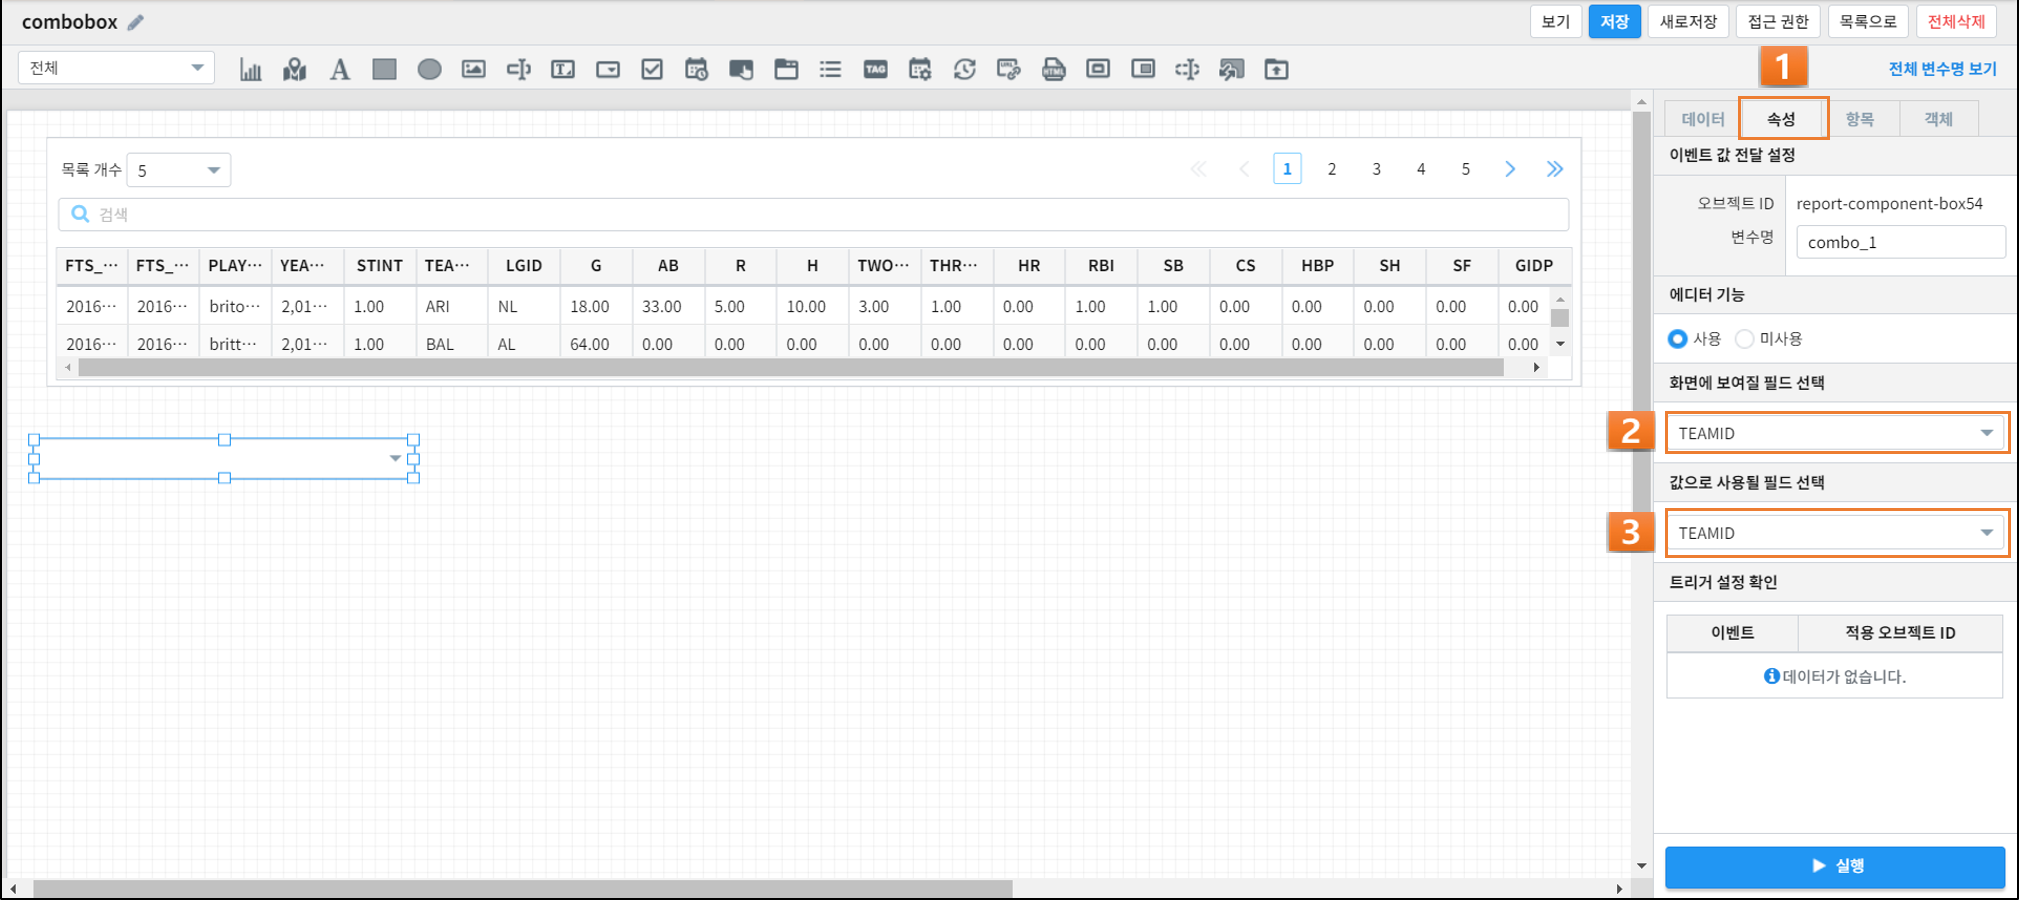 combobox
보기
저장
새로저장
접근 권한
목록으로
전체삭제
전체
TAG
URL
HTML
1
전체 변수명 보기
데이터
속성
항목
객체
목록 개수
5
1 2 3 4 5
검색
FTS_··· FTS_··· PLAY··· YEA··· STINT TEA··· LGID G AB R H TWO··· THR··· HR RBI SB CS HBP SH SF GIDP
2016··· 2016··· brito··· 2,01··· 1.00 ARI NL 18.00 33.00 5.00 10.00 3.00 1.00 0.00 1.00 1.00 0.00 0.00 0.00 0.00 0.00
2016··· 2016··· britt··· 2,01··· 1.00 BAL AL 64.00 0.00 0.00 0.00 0.00 0.00 0.00 0.00 0.00 0.00 0.00 0.00 0.00 0.00
이벤트 값 전달 설정
오브젝트 ID
report-component-box54
변수명
combo_1
에디터 기능
사용
미사용
화면에 보여질 필드 선택
2
TEAMID
값으로 사용될 필드 선택
3
TEAMID
트리거 설정 확인
이벤트
적용 오브젝트 ID
데이터가 없습니다.
실행